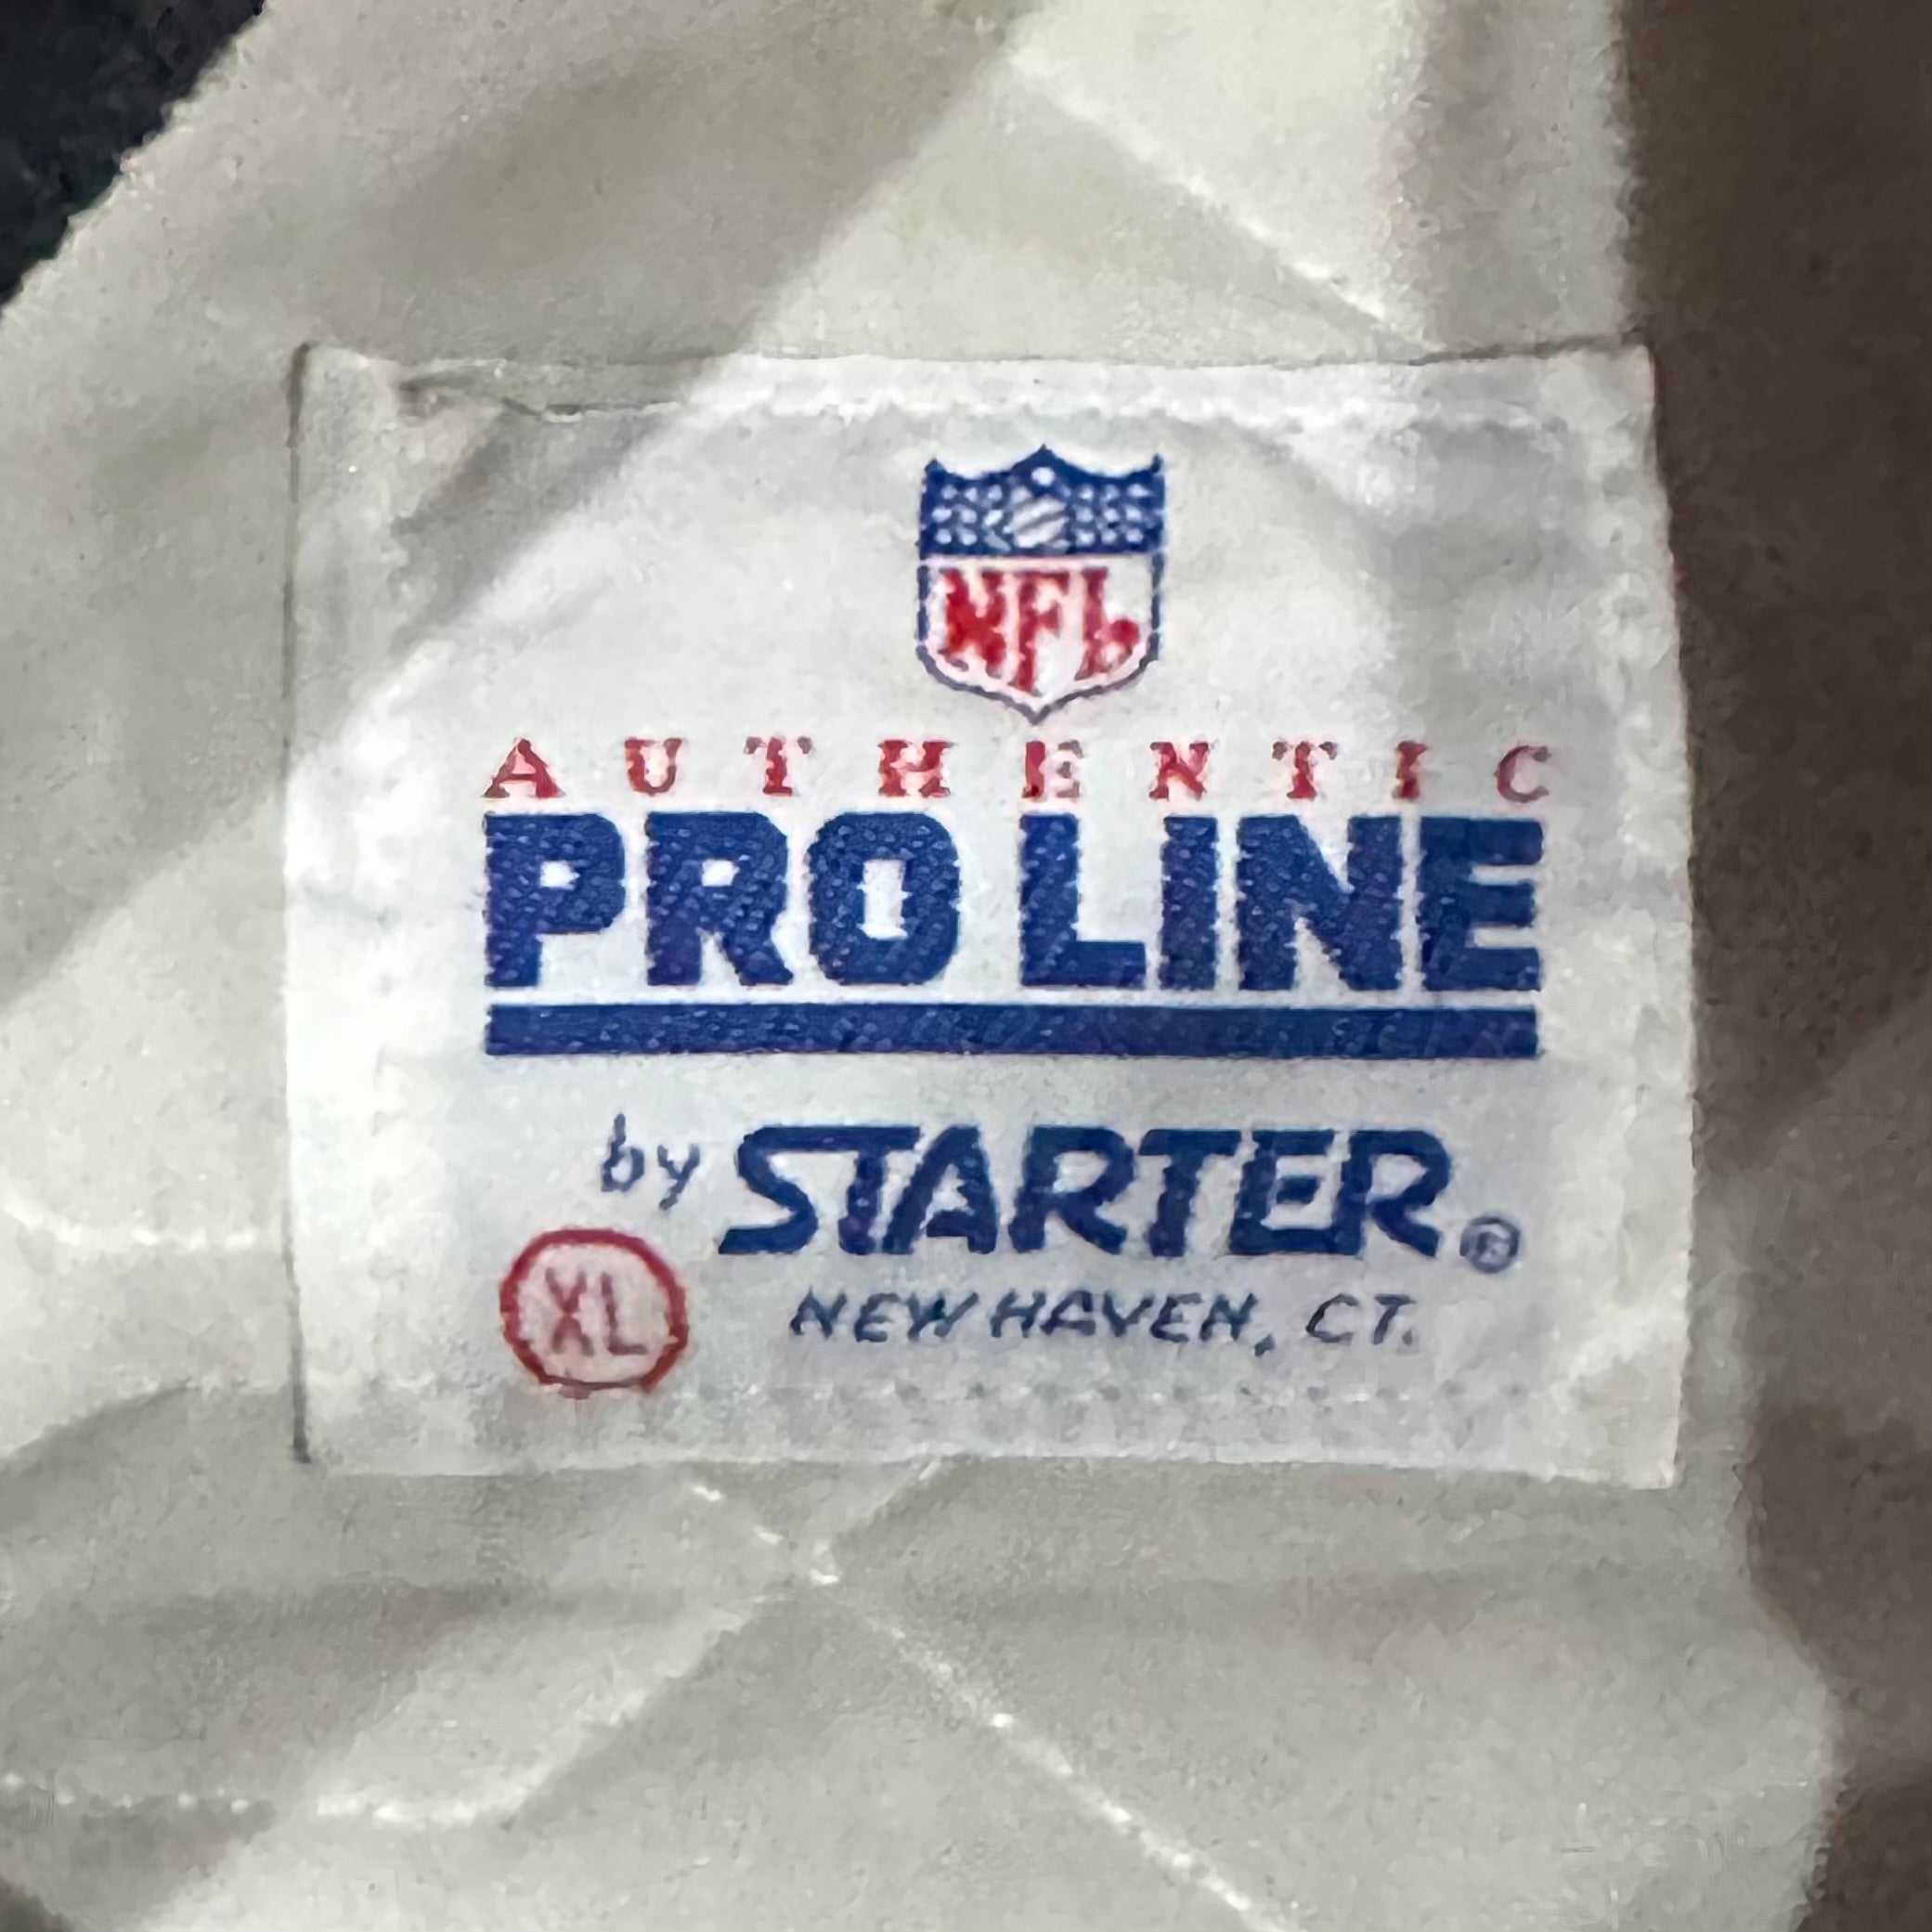 NFL
AUTHENTIC
PRO LINE
by STARTER®
XL
NEW HAVEN, CT.